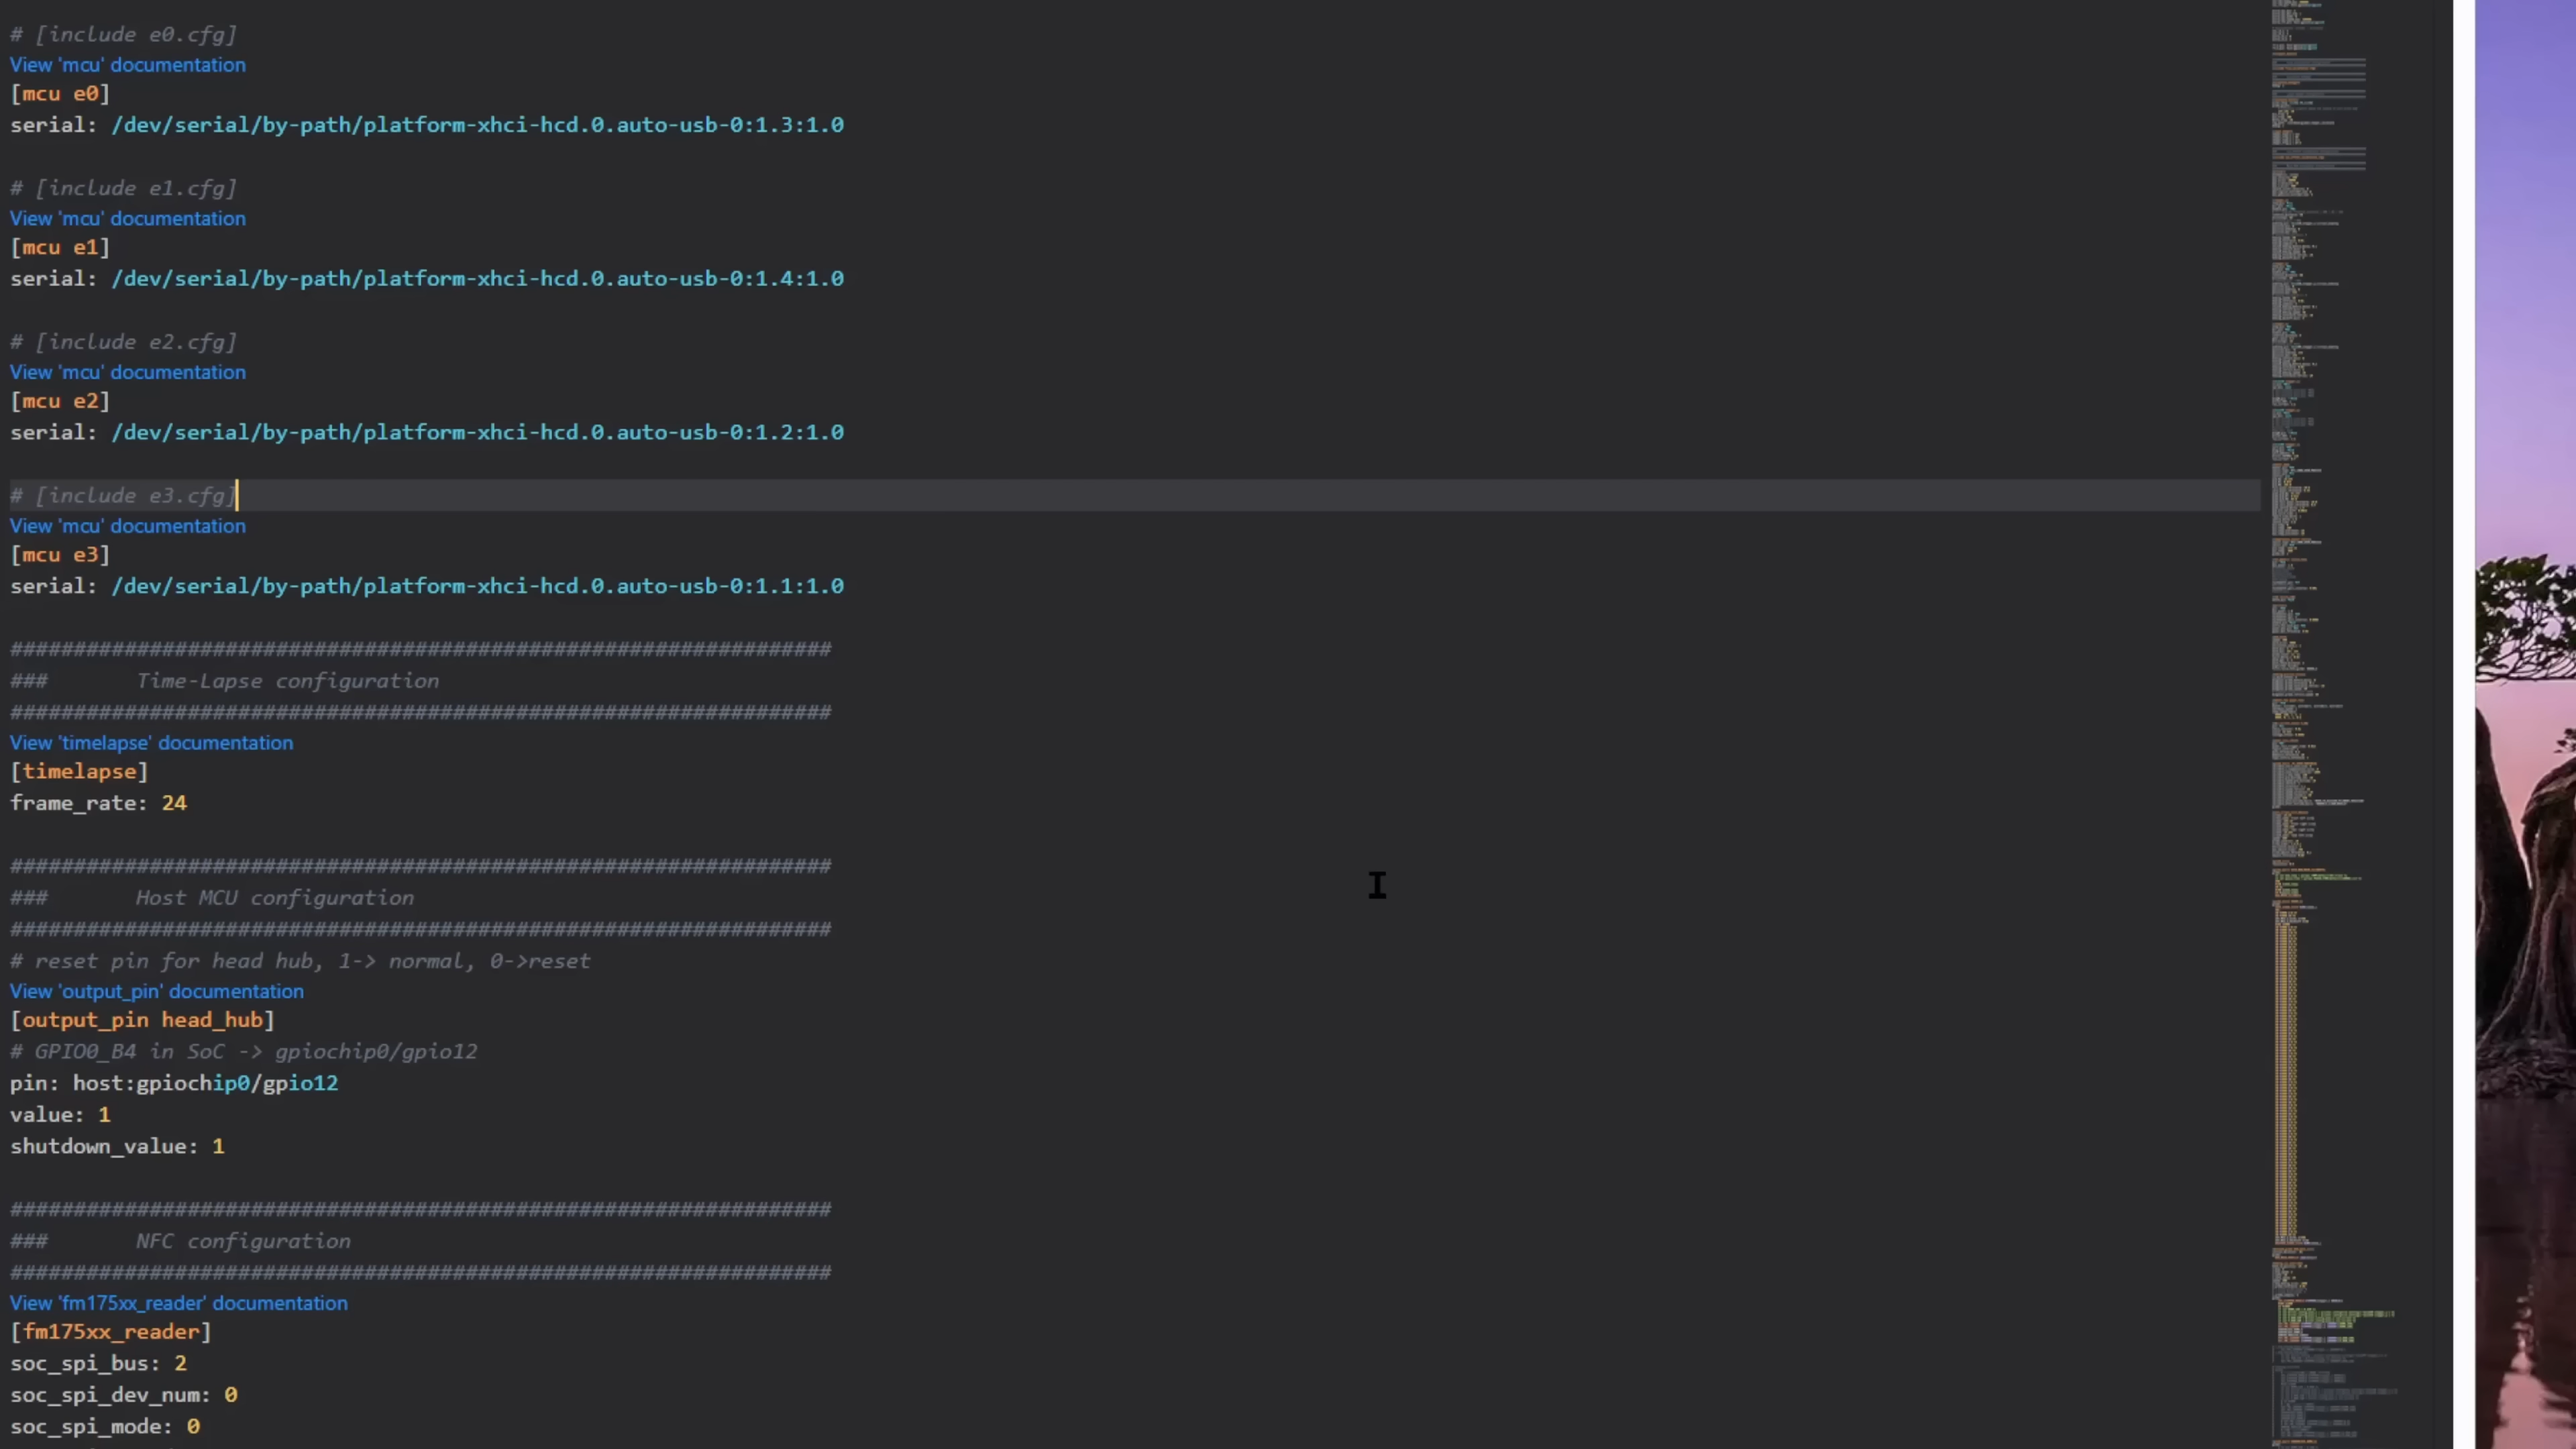 # [include e0.cfg]
View 'mcu' documentation
[mcu e0]
serial: /dev/serial/by-path/platform-xhci-hcd.0.auto-usb-0:1.3:1.0
# [include e1.cfg]
View 'mcu' documentation
[mcu e1]
serial: /dev/serial/by-path/platform-xhci-hcd.0.auto-usb-0:1.4:1.0
# [include e2.cfg]
View 'mcu' documentation
[mcu e2]
serial: /dev/serial/by-path/platform-xhci-hcd.0.auto-usb-0:1.2:1.0
# [include e3.cfg]
View 'mcu' documentation
[mcu e3]
serial: /dev/serial/by-path/platform-xhci-hcd.0.auto-usb-0:1.1:1.0
#################################################################
###       Time-Lapse configuration
#################################################################
View 'timelapse' documentation
[timelapse]
frame_rate: 24
#################################################################
###       Host MCU configuration
#################################################################
# reset pin for head hub, 1-> normal, 0->reset
View 'output_pin' documentation
[output_pin head_hub]
# GPIO0_B4 in SoC -> gpiochip0/gpio12
pin: host:gpiochip0/gpio12
value: 1
shutdown_value: 1
#################################################################
###       NFC configuration
#################################################################
View 'fm175xx_reader' documentation
[fm175xx_reader]
soc_spi_bus: 2
soc_spi_dev_num: 0
soc_spi_mode: 0